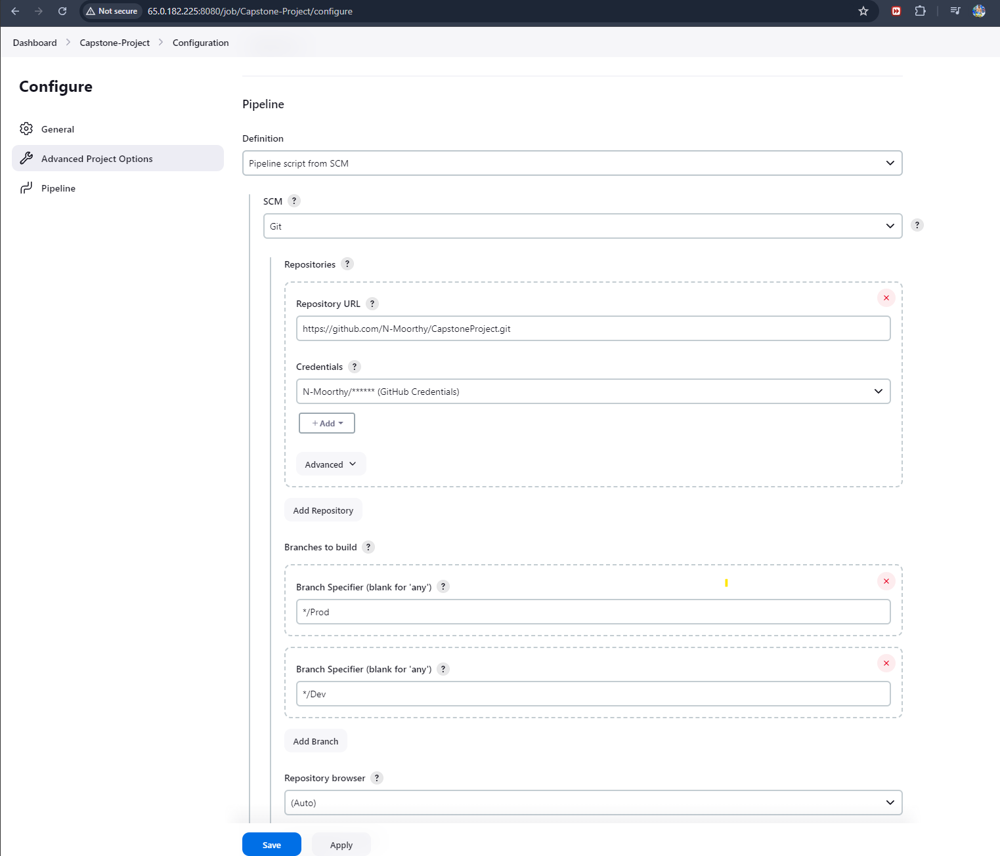 Not secure 65.0.182.225:8080/job/Capstone-Project/configure
Dashboard Capstone-Project Configuration
Configure
General
Advanced Project Options
Pipeline
Pipeline
Definition
Pipeline script from SCM
SCM ?
Git
?
Repositories ?
Repository URL ?
https://github.com/N-Moorthy/CapstoneProject.git
Credentials ?
N-Moorthy/****** (GitHub Credentials)
+ Add
Advanced
Add Repository
Branches to build ?
Branch Specifier (blank for 'any') ?
*/Prod
Branch Specifier (blank for 'any') ?
*/Dev
Add Branch
Repository browser ?
(Auto)
Save Apply